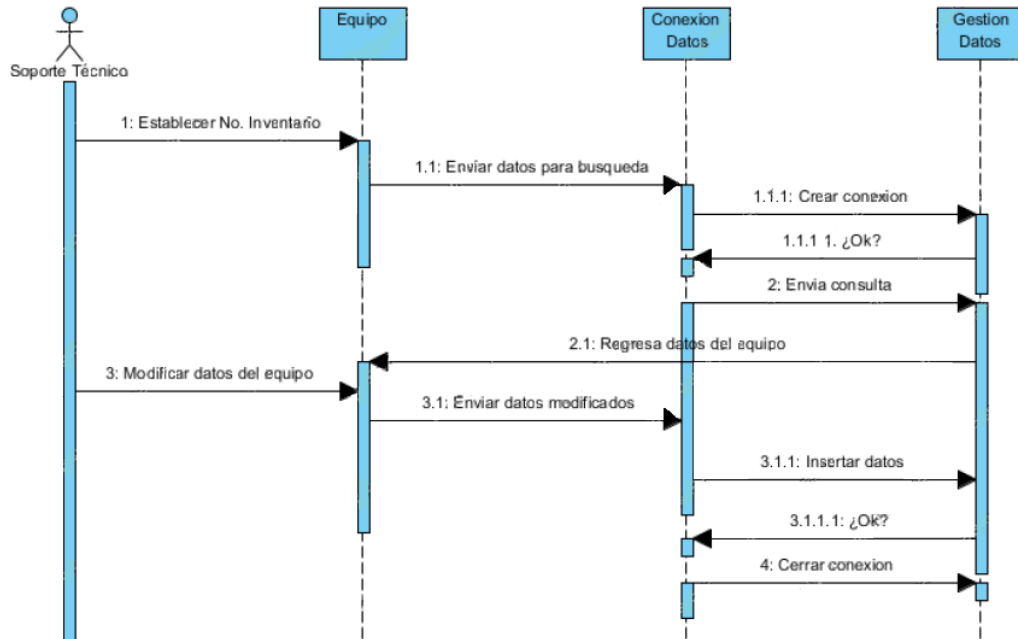 Equipo
Conexion
Datos
Gestion
Datos
Soporte Técnico
1: Establecer No. Inventario
1.1: Enviar datos para busqueda
1.1.1: Crear conexion
1.1.1 1. ¿Ok?
2: Envia consulta
2.1: Regresa datos del equipo
3: Modificar datos del equipo
3.1: Enviar datos modificados
3.1.1: Insertar datos
3.1.1.1: ¿Ok?
4: Cerrar conexion